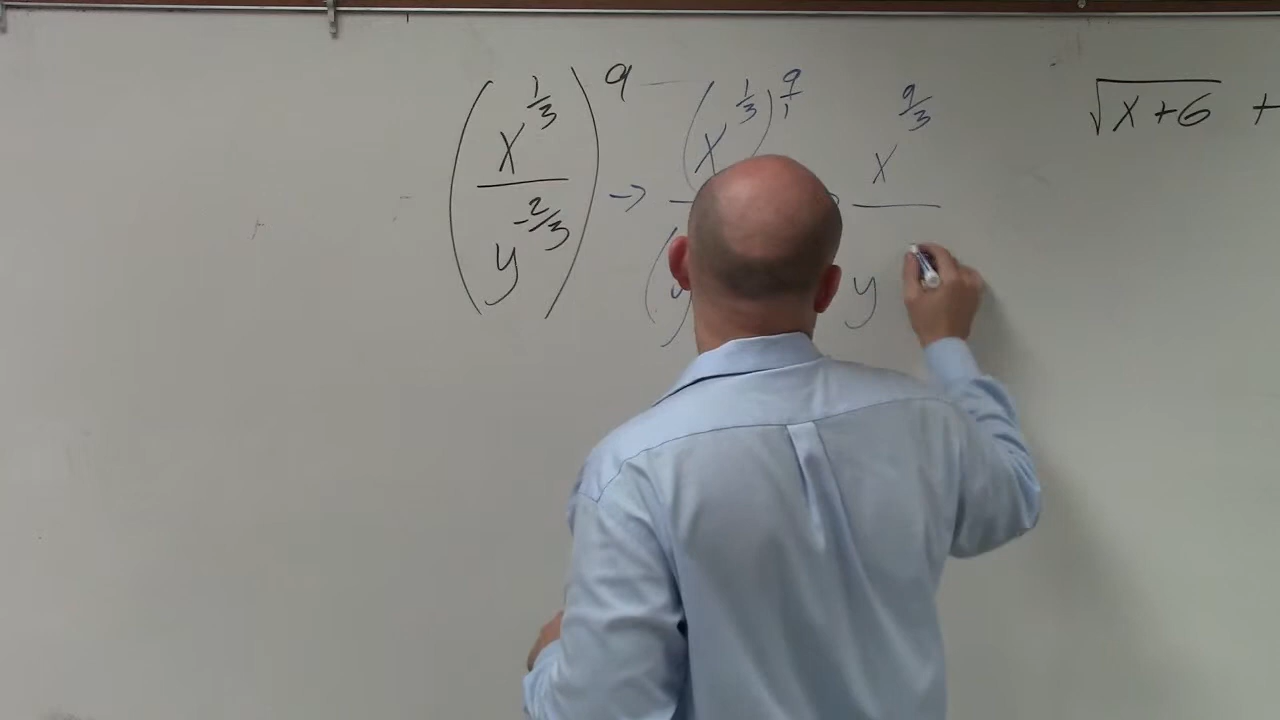 (x^{1/3} / y^{-2/3})^9 → (x^{1/3})^{9/1} / (y x^{9/3} / y
√(x+6) +